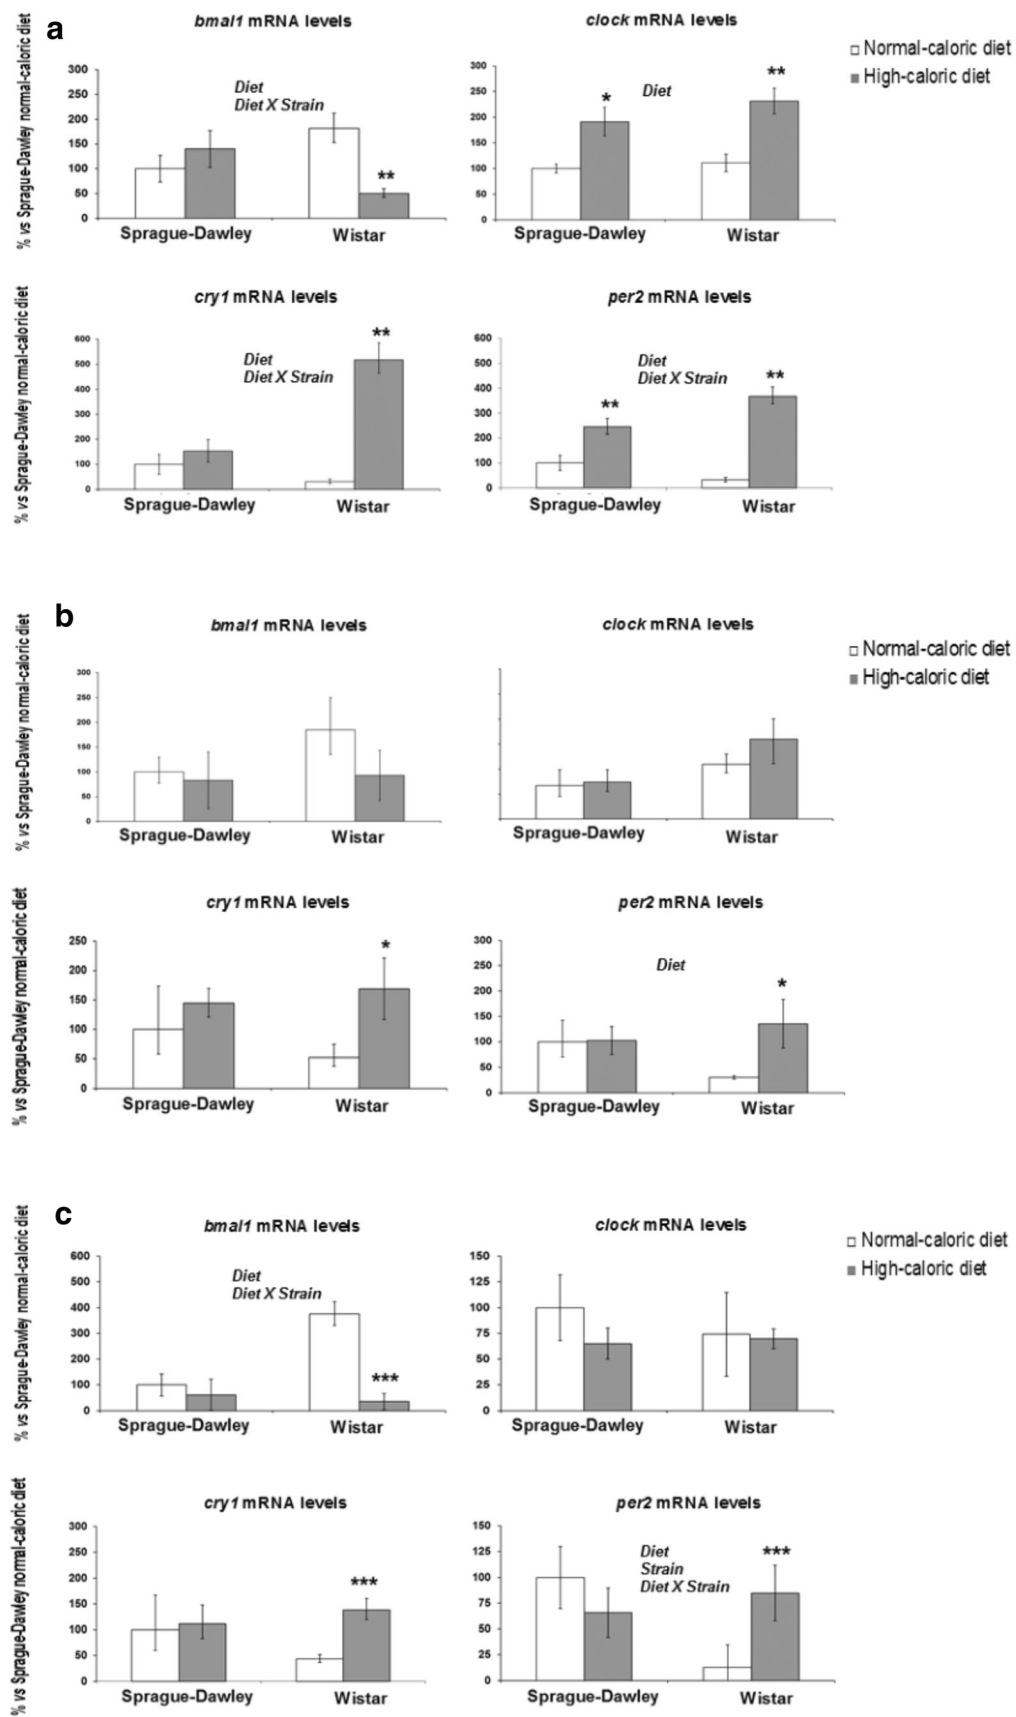 a
bmal1 mRNA levels
clock mRNA levels
Normal-caloric diet
High-caloric diet
% vs Sprague-Dawley normal-caloric diet
300
250
200
150
100
50
0
Diet
Diet X Strain
**
Sprague-Dawley
Wistar
300
250
200
150
100
50
0
Diet
*
**
Sprague-Dawley
Wistar
cry1 mRNA levels
per2 mRNA levels
% vs Sprague-Dawley normal-caloric diet
600
500
400
300
200
100
0
Diet
Diet X Strain
**
Sprague-Dawley
Wistar
600
500
400
300
200
100
0
Diet
Diet X Strain
**
**
Sprague-Dawley
Wistar
b
bmal1 mRNA levels
clock mRNA levels
Normal-caloric diet
High-caloric diet
% vs Sprague-Dawley normal-caloric diet
300
250
200
150
100
50
0
Sprague-Dawley
Wistar
Sprague-Dawley
Wistar
cry1 mRNA levels
per2 mRNA levels
% vs Sprague-Dawley normal-caloric diet
250
200
150
100
50
0
*
Sprague-Dawley
Wistar
300
250
200
150
100
50
0
Diet
*
Sprague-Dawley
Wistar
c
bmal1 mRNA levels
clock mRNA levels
Normal-caloric diet
High-caloric diet
% vs Sprague-Dawley normal-caloric diet
600
500
400
300
200
100
0
Diet
Diet X Strain
***
Sprague-Dawley
Wistar
150
125
100
75
50
25
0
Sprague-Dawley
Wistar
cry1 mRNA levels
per2 mRNA levels
% vs Sprague-Dawley normal-caloric diet
300
250
200
150
100
50
0
***
Sprague-Dawley
Wistar
150
125
100
75
50
25
0
Diet
Strain
Diet X Strain
***
Sprague-Dawley
Wistar